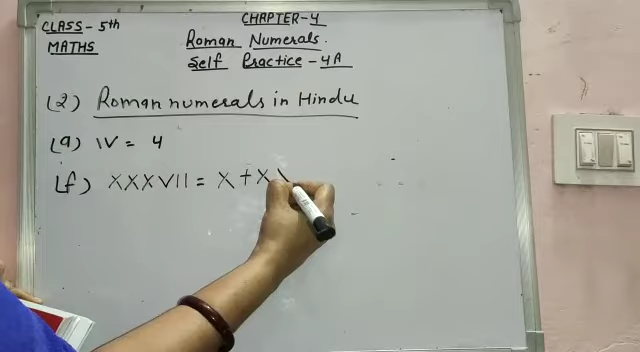 CHAPTER-4
CLASS - 5th
MATHS
Roman Numerals.
Self Practice - 4A
(2) Roman numerals in Hindu
(a) IV = 4
(f) XXXVII = X + X